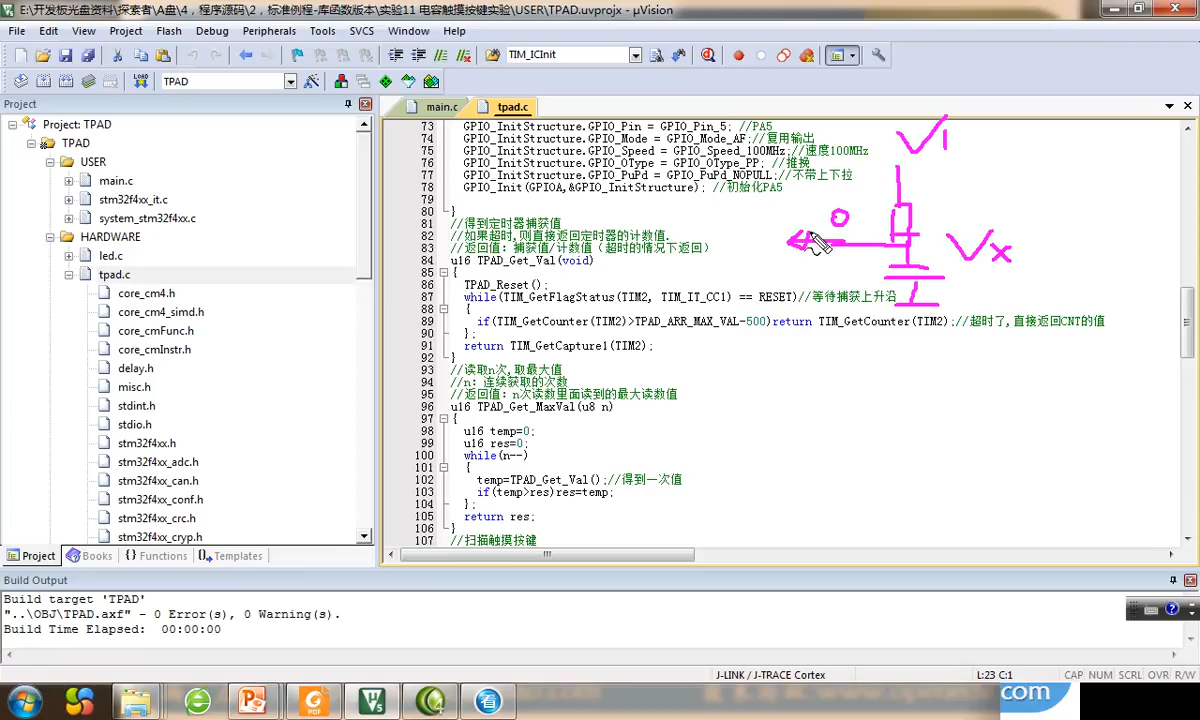 E:\开发板光盘资料\探索者\A盘\4，程序源码\2，标准例程-库函数版本\实验11 电容触摸按键实验\USER\TPAD.uvprojx - µVision
File Edit View Project Flash Debug Peripherals Tools SVCS Window Help
TIM_ICInit
LOAD
TPAD
Project
main.c
tpad.c
Project: TPAD
TPAD
USER
main.c
stm32f4xx_it.c
system_stm32f4xx.c
HARDWARE
led.c
tpad.c
core_cm4.h
core_cm4_simd.h
core_cmFunc.h
core_cmInstr.h
delay.h
misc.h
stdint.h
stdio.h
stm32f4xx.h
stm32f4xx_adc.h
stm32f4xx_can.h
stm32f4xx_conf.h
stm32f4xx_crc.h
stm32f4xx_cryp.h
Project Books Functions Templates
73 GPIO_InitStructure.GPIO_Pin = GPIO_Pin_5; //PA5
74 GPIO_InitStructure.GPIO_Mode = GPIO_Mode_AF;//复用输出
75 GPIO_InitStructure.GPIO_Speed = GPIO_Speed_100MHz;//速度100MHz
76 GPIO_InitStructure.GPIO_OType = GPIO_OType_PP; //推挽
77 GPIO_InitStructure.GPIO_PuPd = GPIO_PuPd_NOPULL;//不带上下拉
78 GPIO_Init(GPIOA,&GPIO_InitStructure); //初始化PA5
79
80 }
81 //得到定时器捕获值
82 //如果超时,则直接返回定时器的计数值.
83 //返回值: 捕获值/计数值（超时的情况下返回）
84 u16 TPAD_Get_Val(void)
85 {
86 TPAD_Reset();
87 while(TIM_GetFlagStatus(TIM2, TIM_IT_CC1) == RESET)//等待捕获上升沿
88 {
89 if(TIM_GetCounter(TIM2)>TPAD_ARR_MAX_VAL-500)return TIM_GetCounter(TIM2);//超时了,直接返回CNT的值
90 };
91 return TIM_GetCapture1(TIM2);
92 }
93 //读取n次,取最大值
94 //n：连续获取的次数
95 //返回值：n次读数里面读到的最大读数值
96 u16 TPAD_Get_MaxVal(u8 n)
97 {
98 u16 temp=0;
99 u16 res=0;
100 while(n--)
101 {
102 temp=TPAD_Get_Val();//得到一次值
103 if(temp>res)res=temp;
104 };
105 return res;
106 }
107 //扫描触摸按键
V1
0
Vx
Build Output
Build target 'TPAD'
"..\OBJ\TPAD.axf" - 0 Error(s), 0 Warning(s).
Build Time Elapsed: 00:00:00
J-LINK / J-TRACE Cortex L:23 C:1 CAP NUM SCRL OVR R/W
com